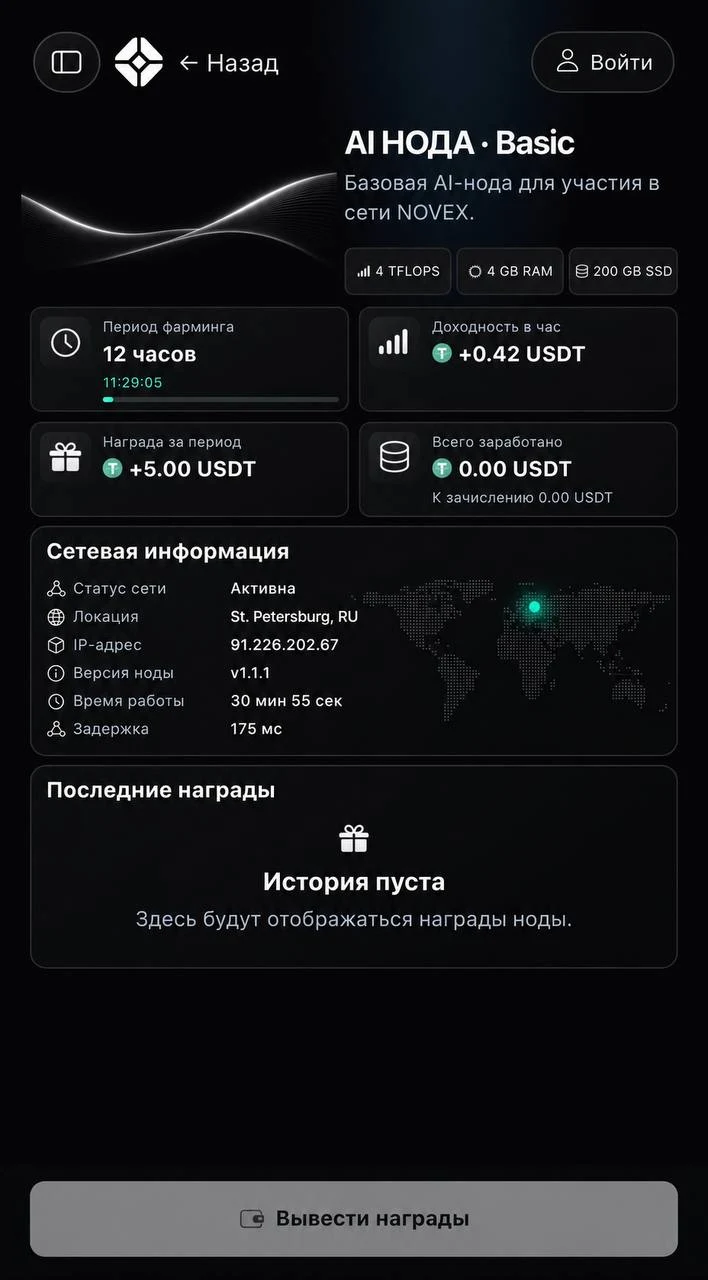 ← Назад
Войти
AI НОДА · Basic
Базовая AI-нода для участия в
сети NOVEX.
4 TFLOPS
4 GB RAM
200 GB SSD
Период фарминга
12 часов
11:29:05
Доходность в час
+0.42 USDT
Награда за период
+5.00 USDT
Всего заработано
0.00 USDT
К зачислению 0.00 USDT
Сетевая информация
Статус сети Активна
Локация St. Petersburg, RU
IP-адрес 91.226.202.67
Версия ноды v1.1.1
Время работы 30 мин 55 сек
Задержка 175 мс
Последние награды
История пуста
Здесь будут отображаться награды ноды.
Вывести награды